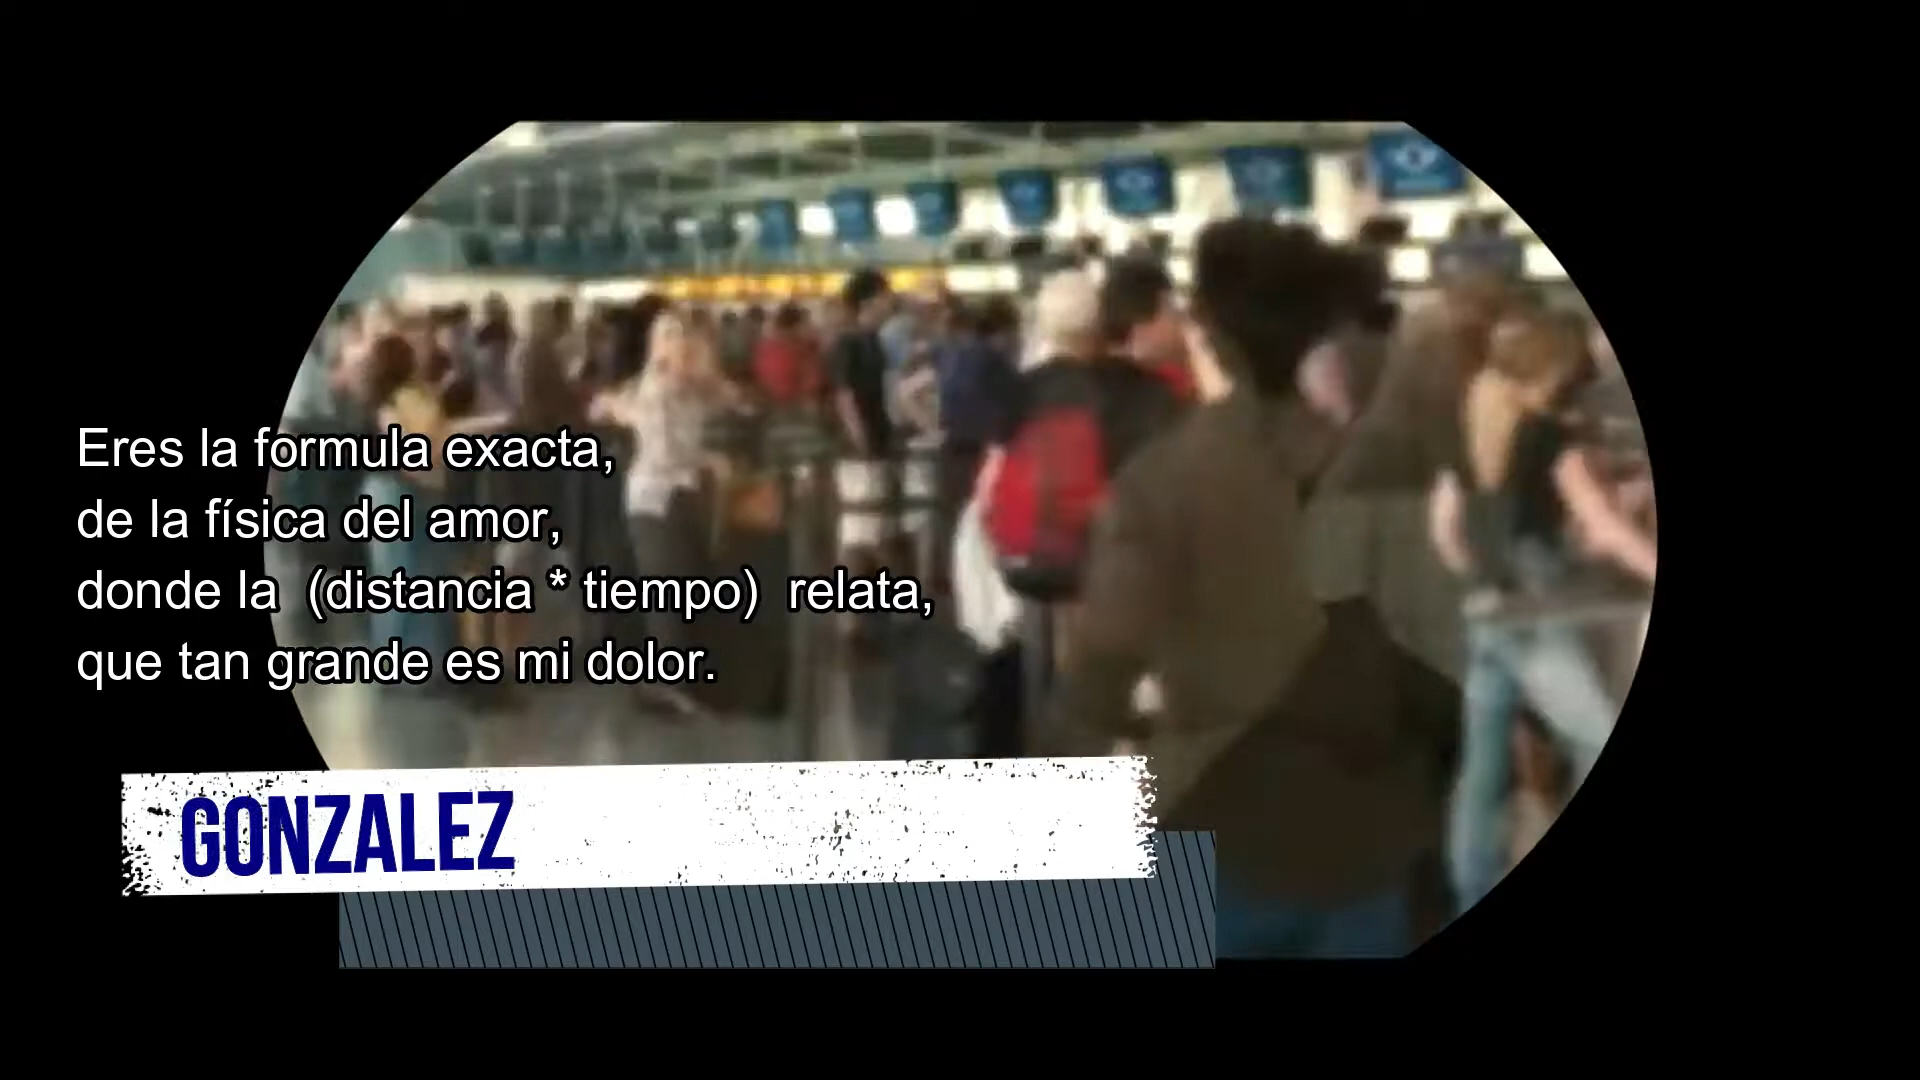 Eres la formula exacta,
de la física del amor,
donde la (distancia * tiempo) relata,
que tan grande es mi dolor.
GONZALEZ